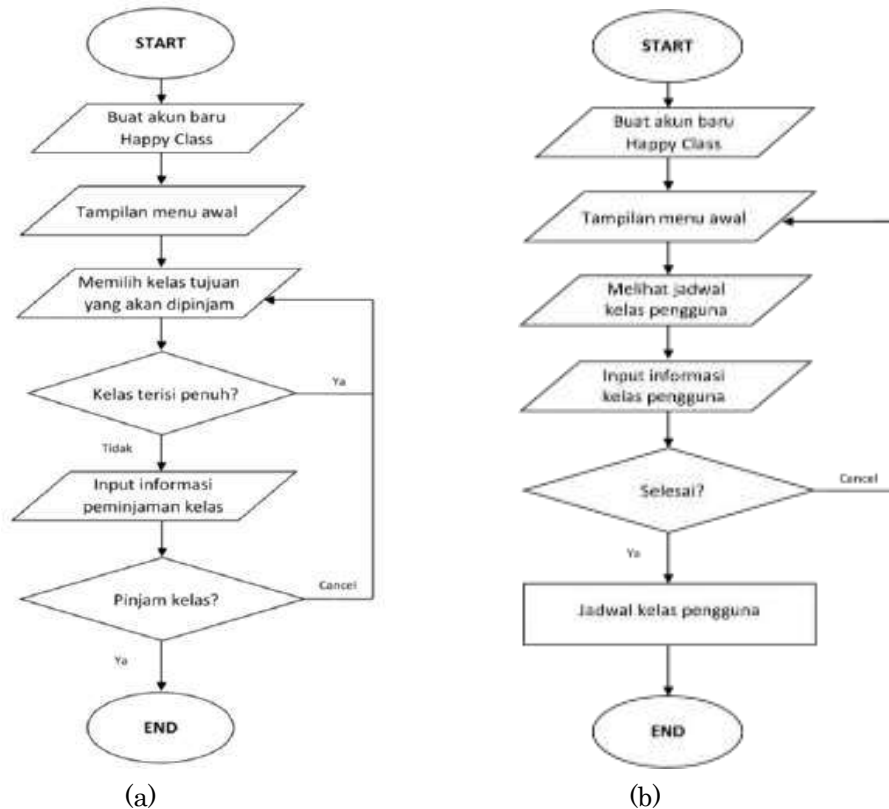 START
Buat akun baru
Happy Class
Tampilan menu awal
Memilih kelas tujuan
yang akan dipinjam
Kelas terisi penuh?
Ya
Tidak
Input informasi
peminjaman kelas
Pinjam kelas?
Cancel
Ya
END
(a)
START
Buat akun baru
Happy Class
Tampilan menu awal
Melihat jadwal
kelas pengguna
Input informasi
kelas pengguna
Selesai?
Cancel
Ya
Jadwal kelas pengguna
END
(b)